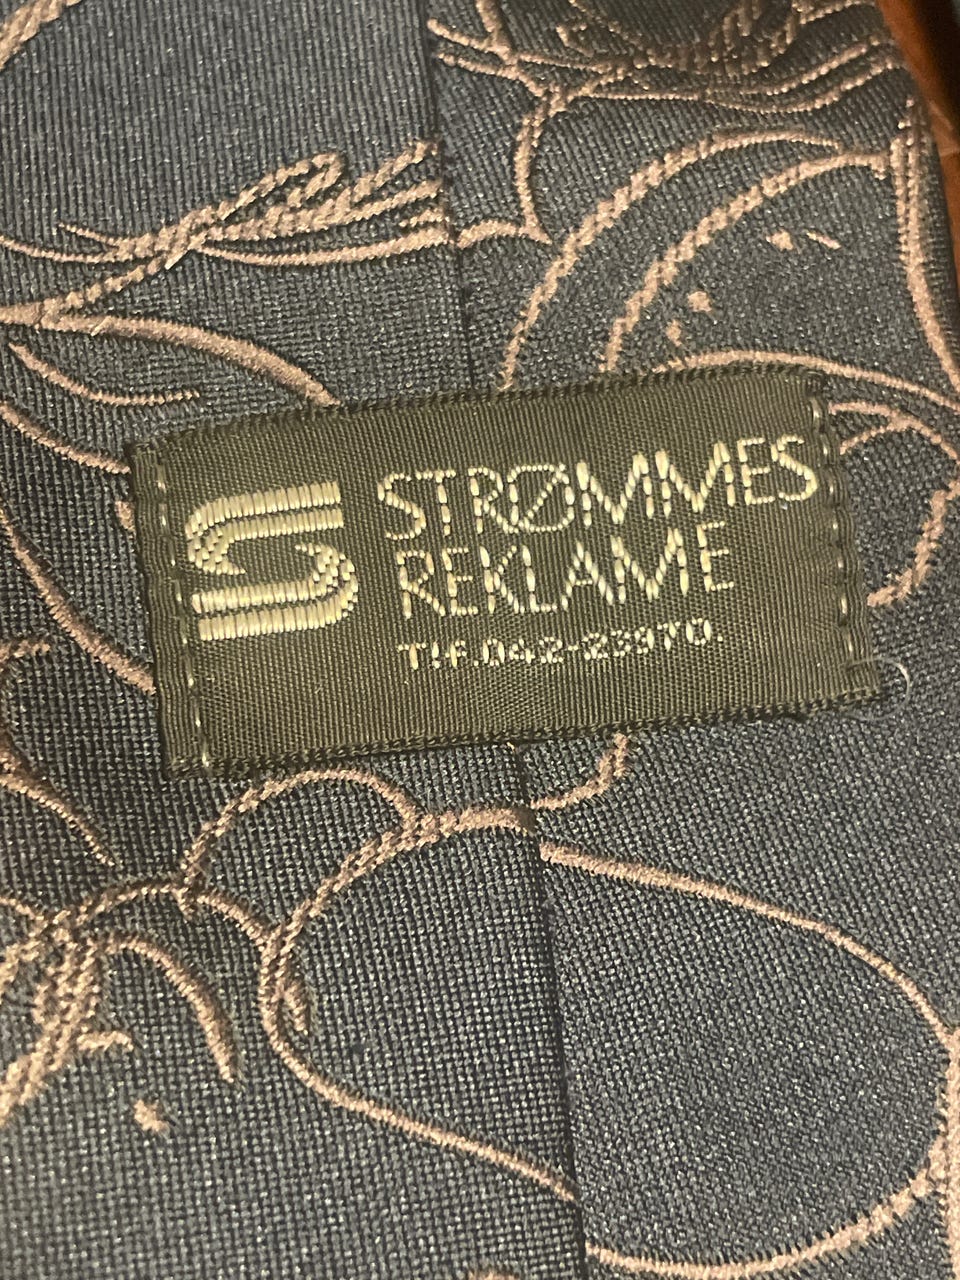 STRØMMES
REKLAME
Tlf.042-23970.